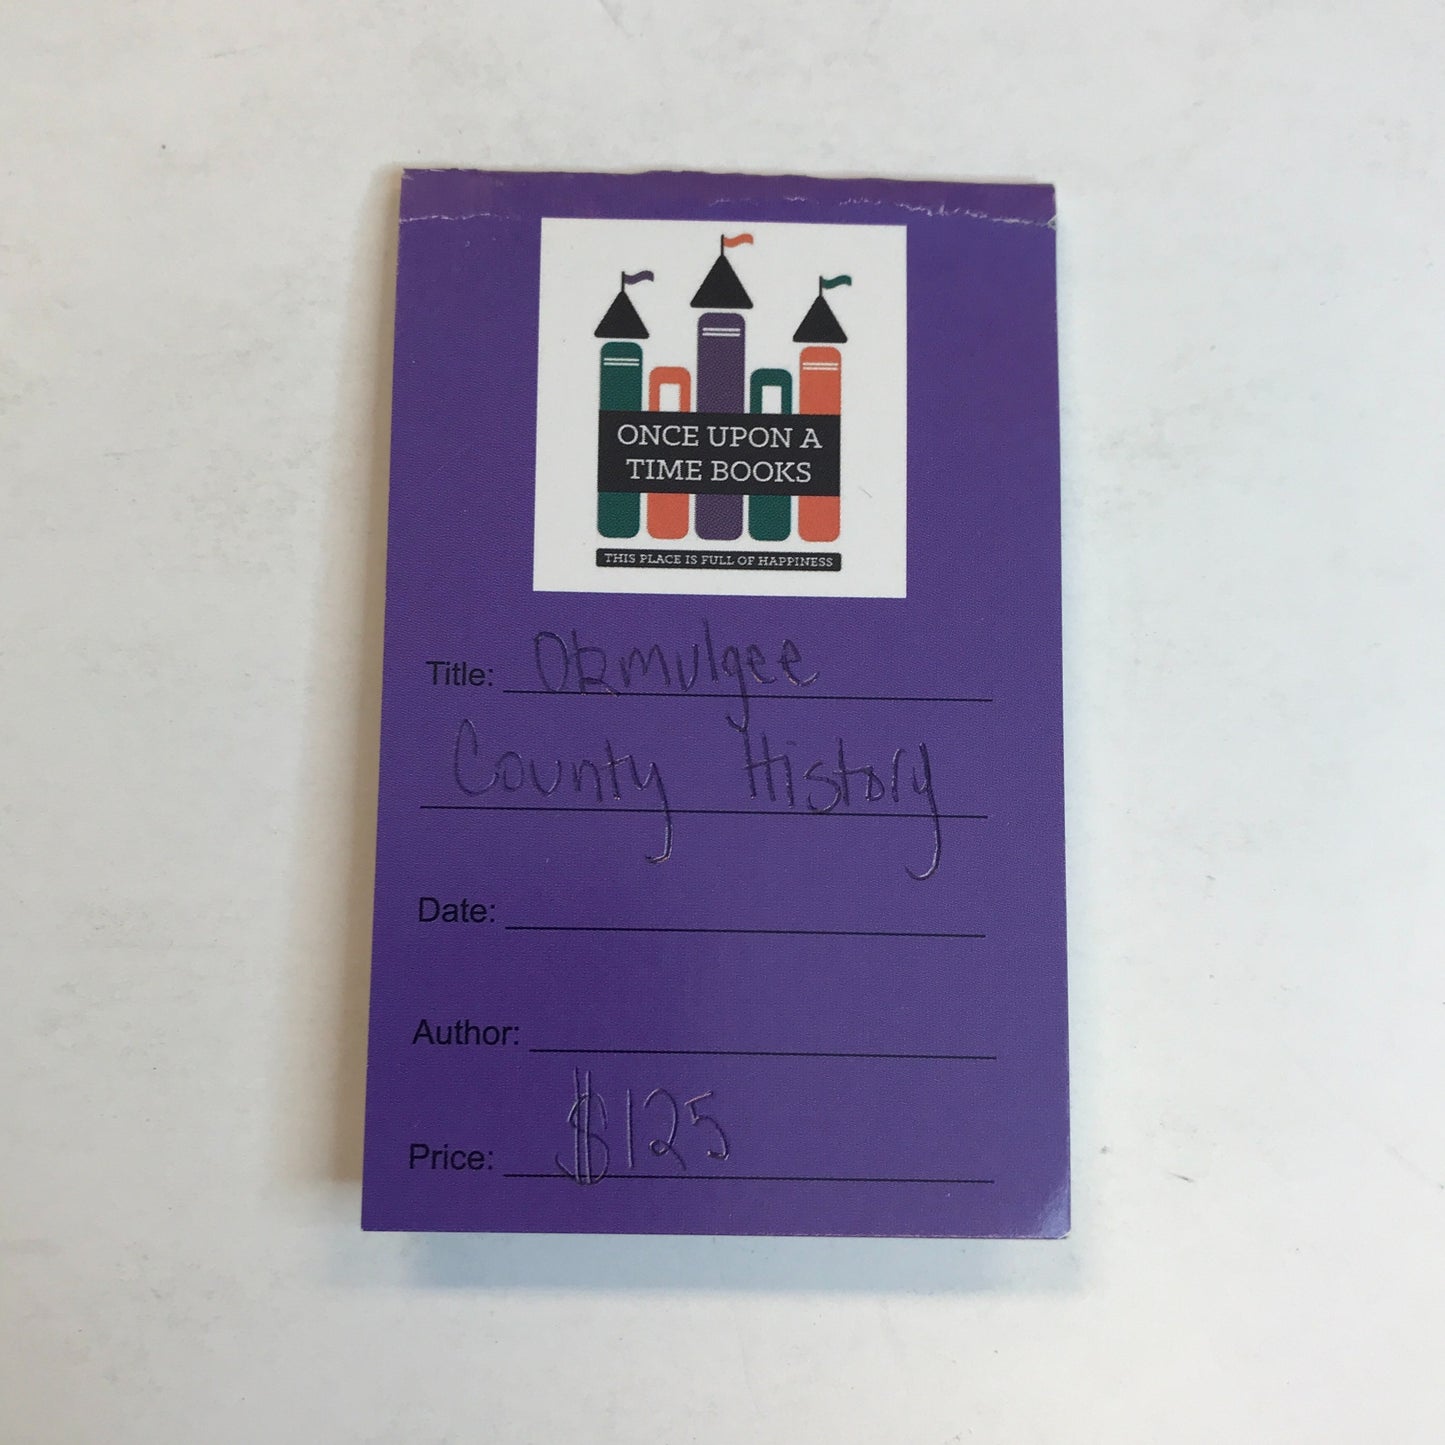 ONCE UPON A
TIME BOOKS
THIS PLACE IS FULL OF HAPPINESS
Title: Okmulgee
County History
Date:
Author:
Price: $125